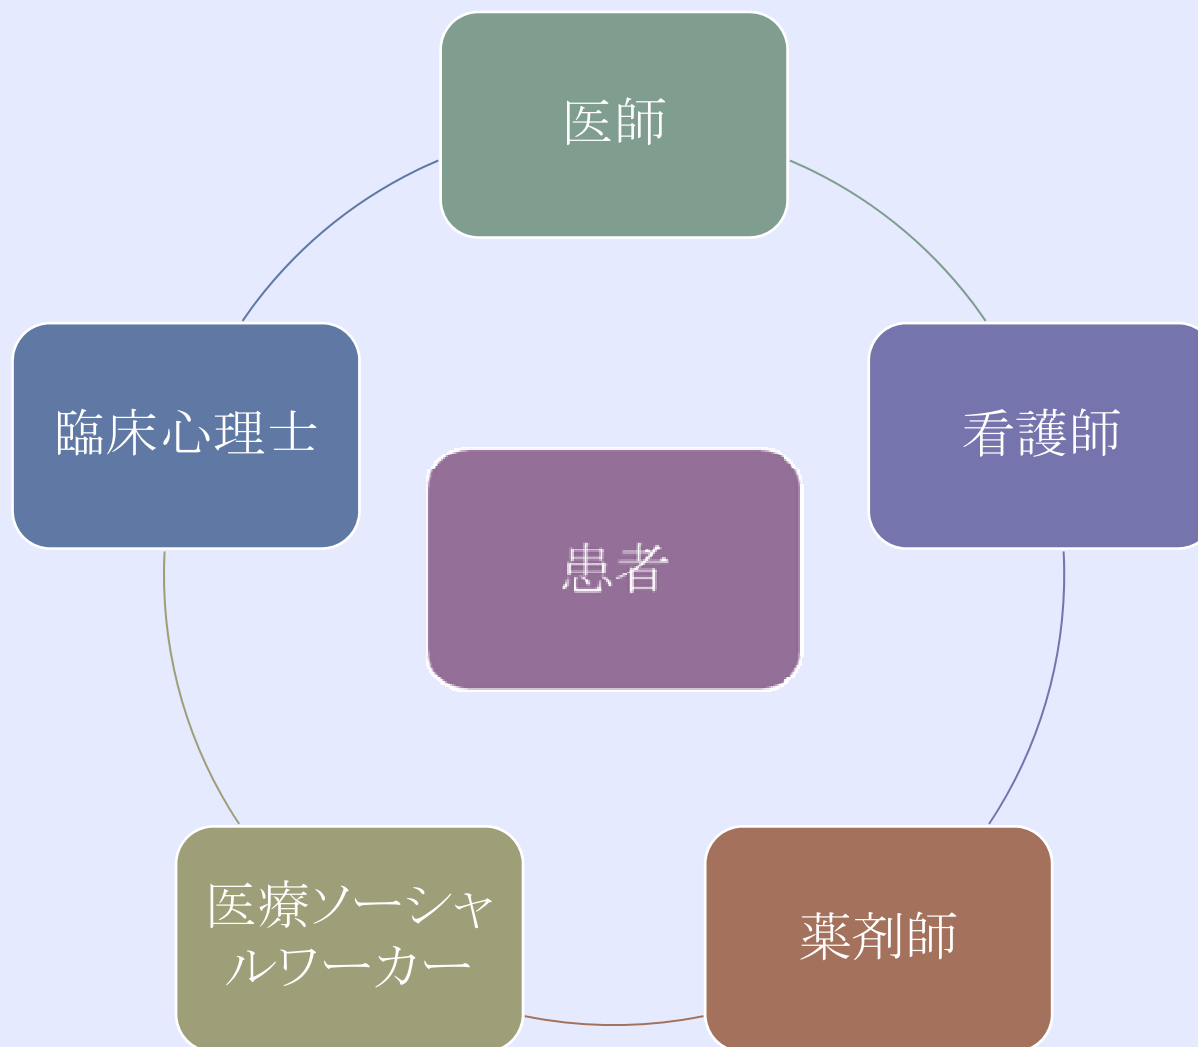 医師
臨床心理士
看護師
患者
医療ソーシャ
ルワーカー
薬剤師